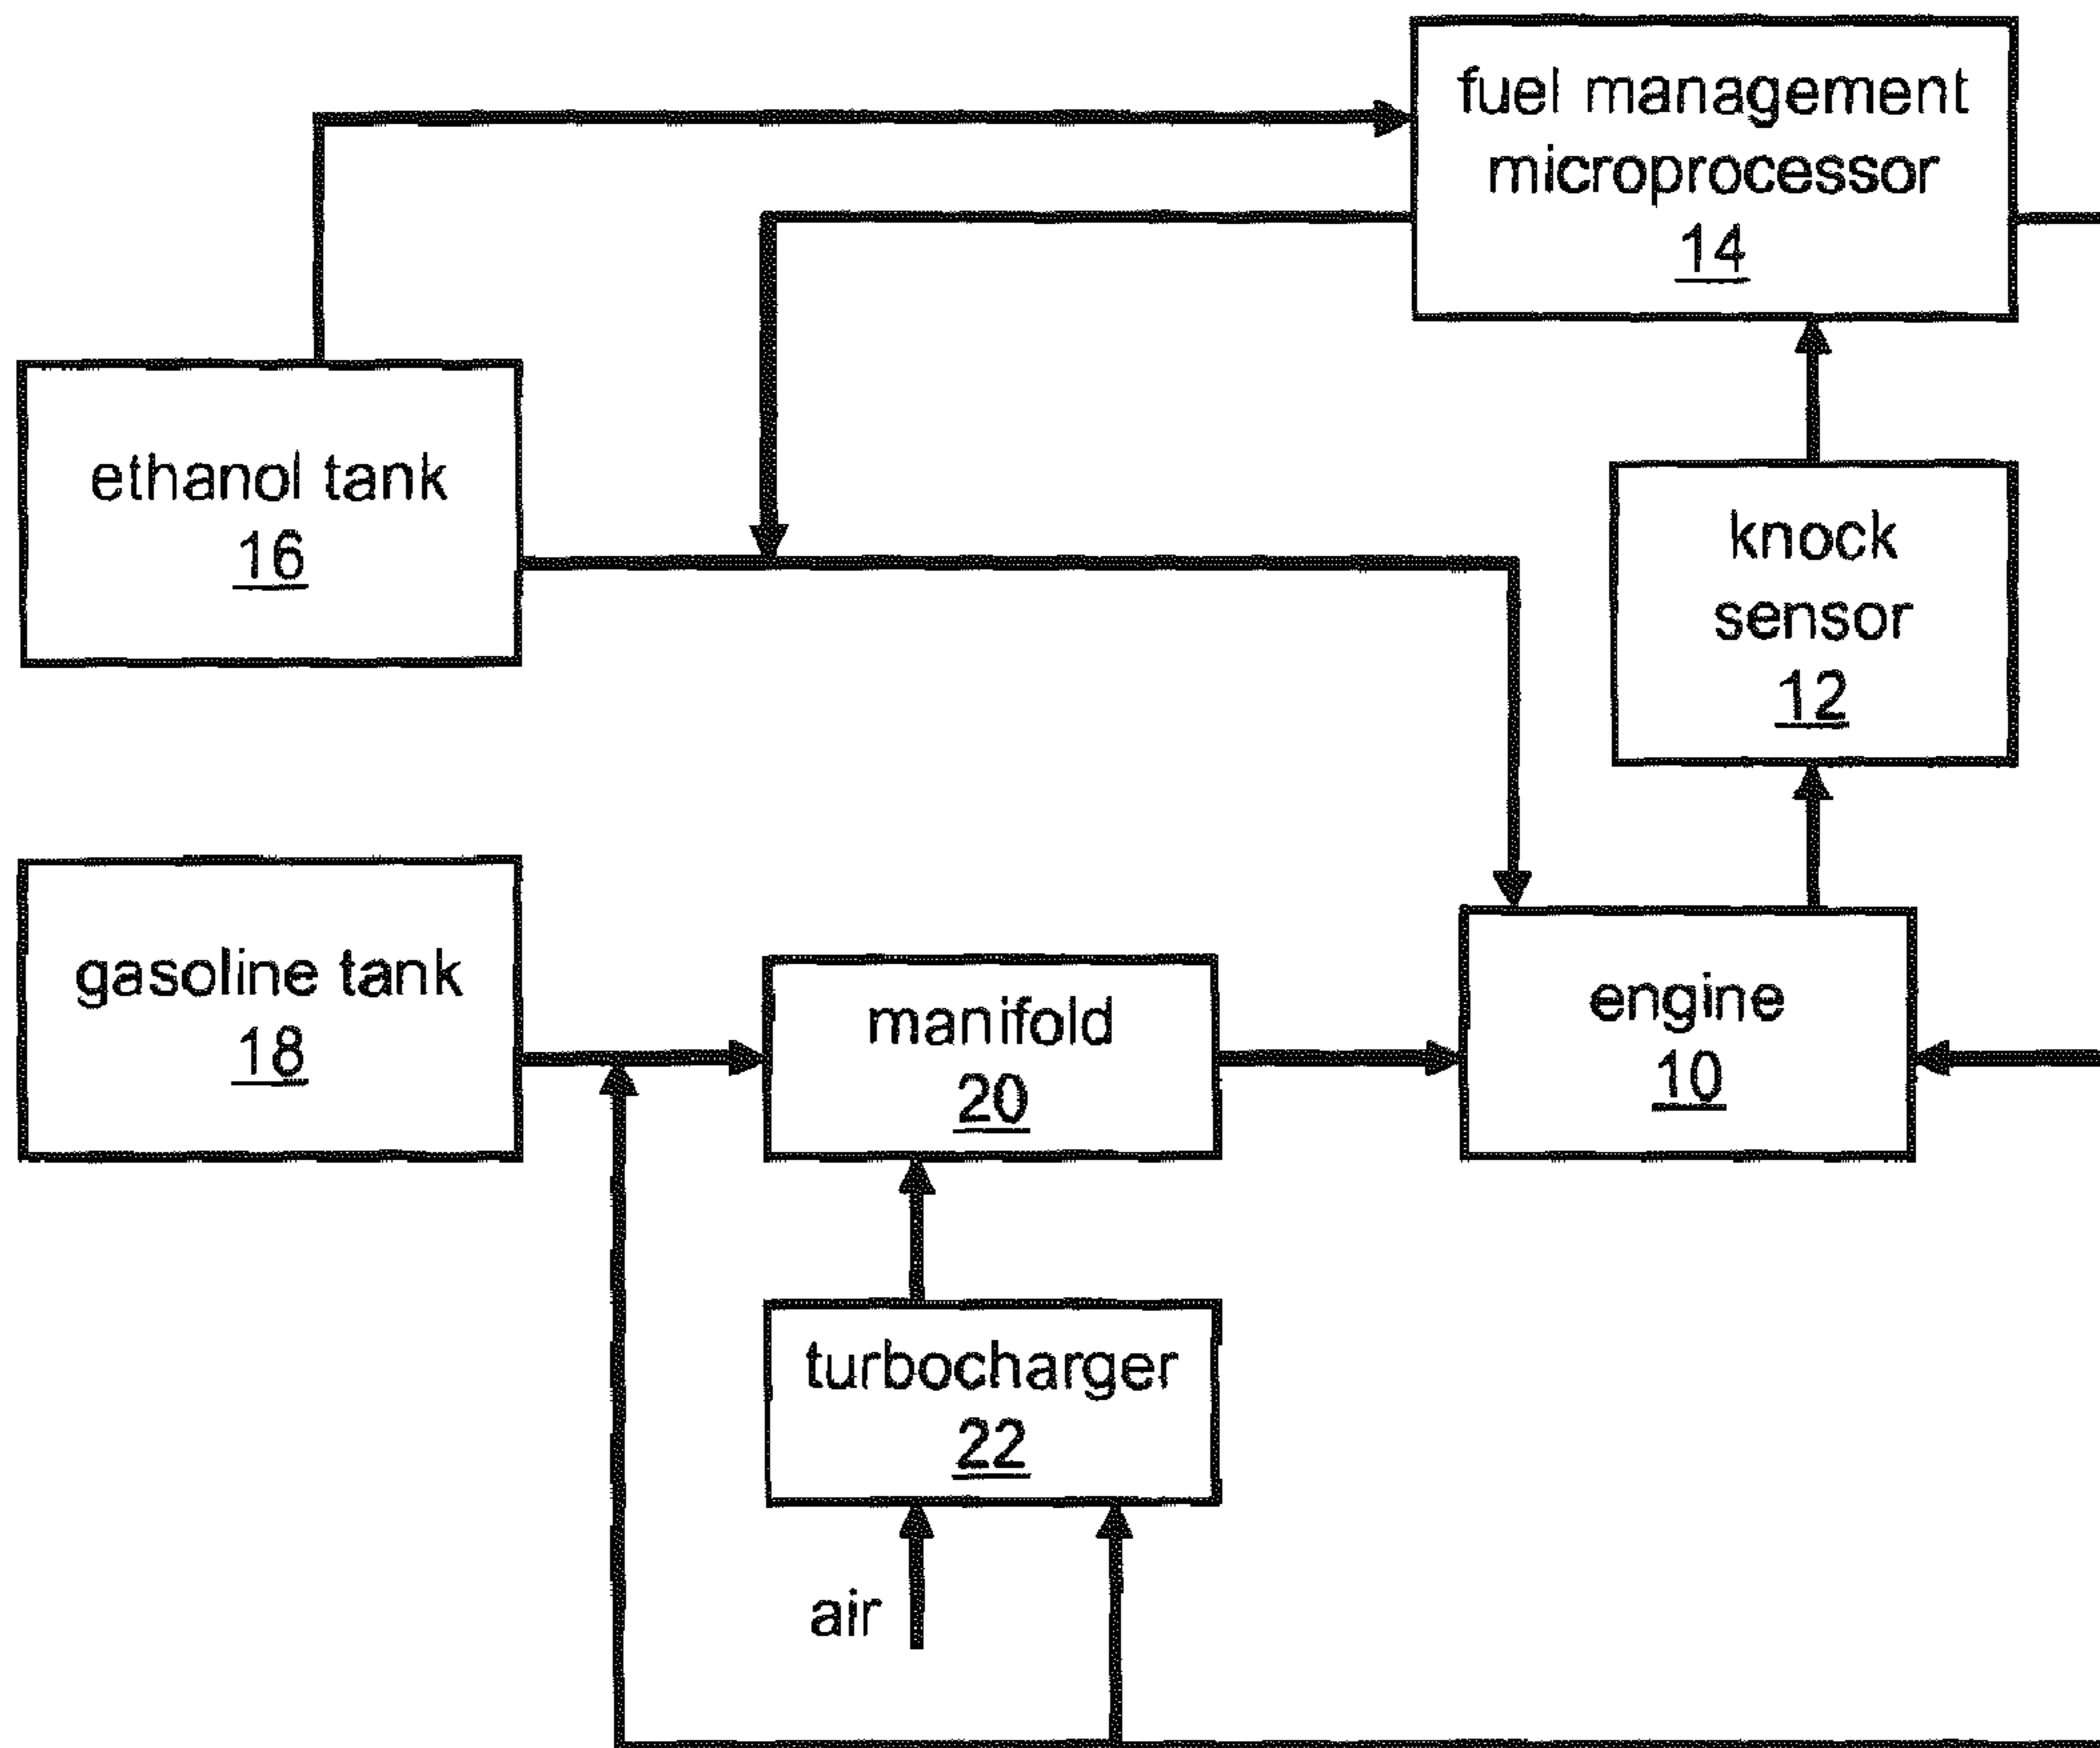 fuel management
microprocessor
14
ethanol tank
16
knock
sensor
12
gasoline tank
18
manifold
20
engine
10
turbocharger
22
air